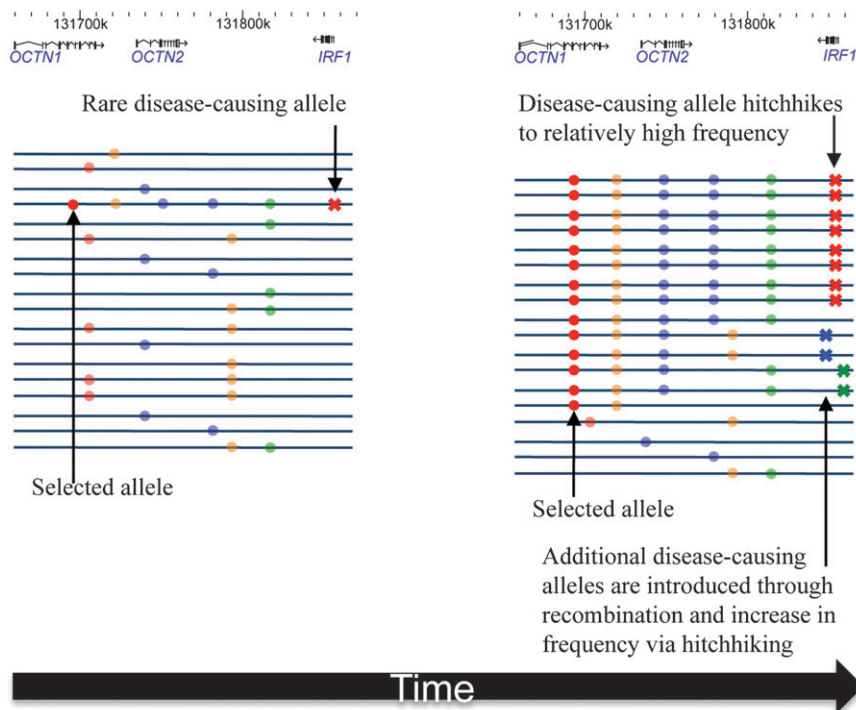 131700k
131800k
OCTN1
OCTN2
IRF1
Rare disease-causing allele
Selected allele
131700k
131800k
OCTN1
OCTN2
IRF1
Disease-causing allele hitchhikes
to relatively high frequency
Selected allele
Additional disease-causing
alleles are introduced through
recombination and increase in
frequency via hitchhiking
Time